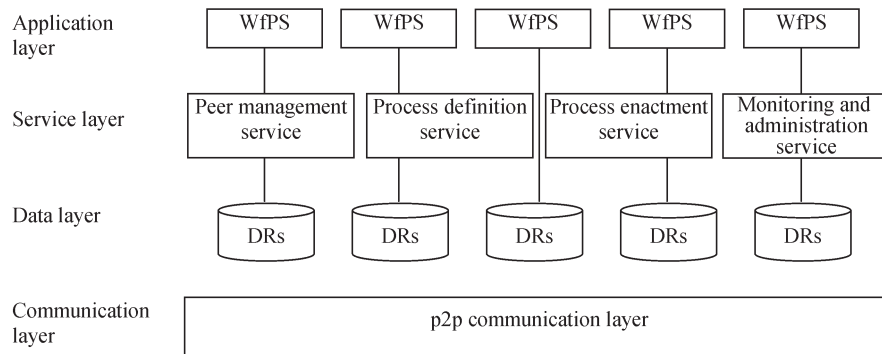 Application
layer
WfPS WfPS WfPS WfPS WfPS
Service layer
Peer management
service
Process definition
service
Process enactment
service
Monitoring and
administration
service
Data layer
DRs DRs DRs DRs DRs
Communication
layer
p2p communication layer